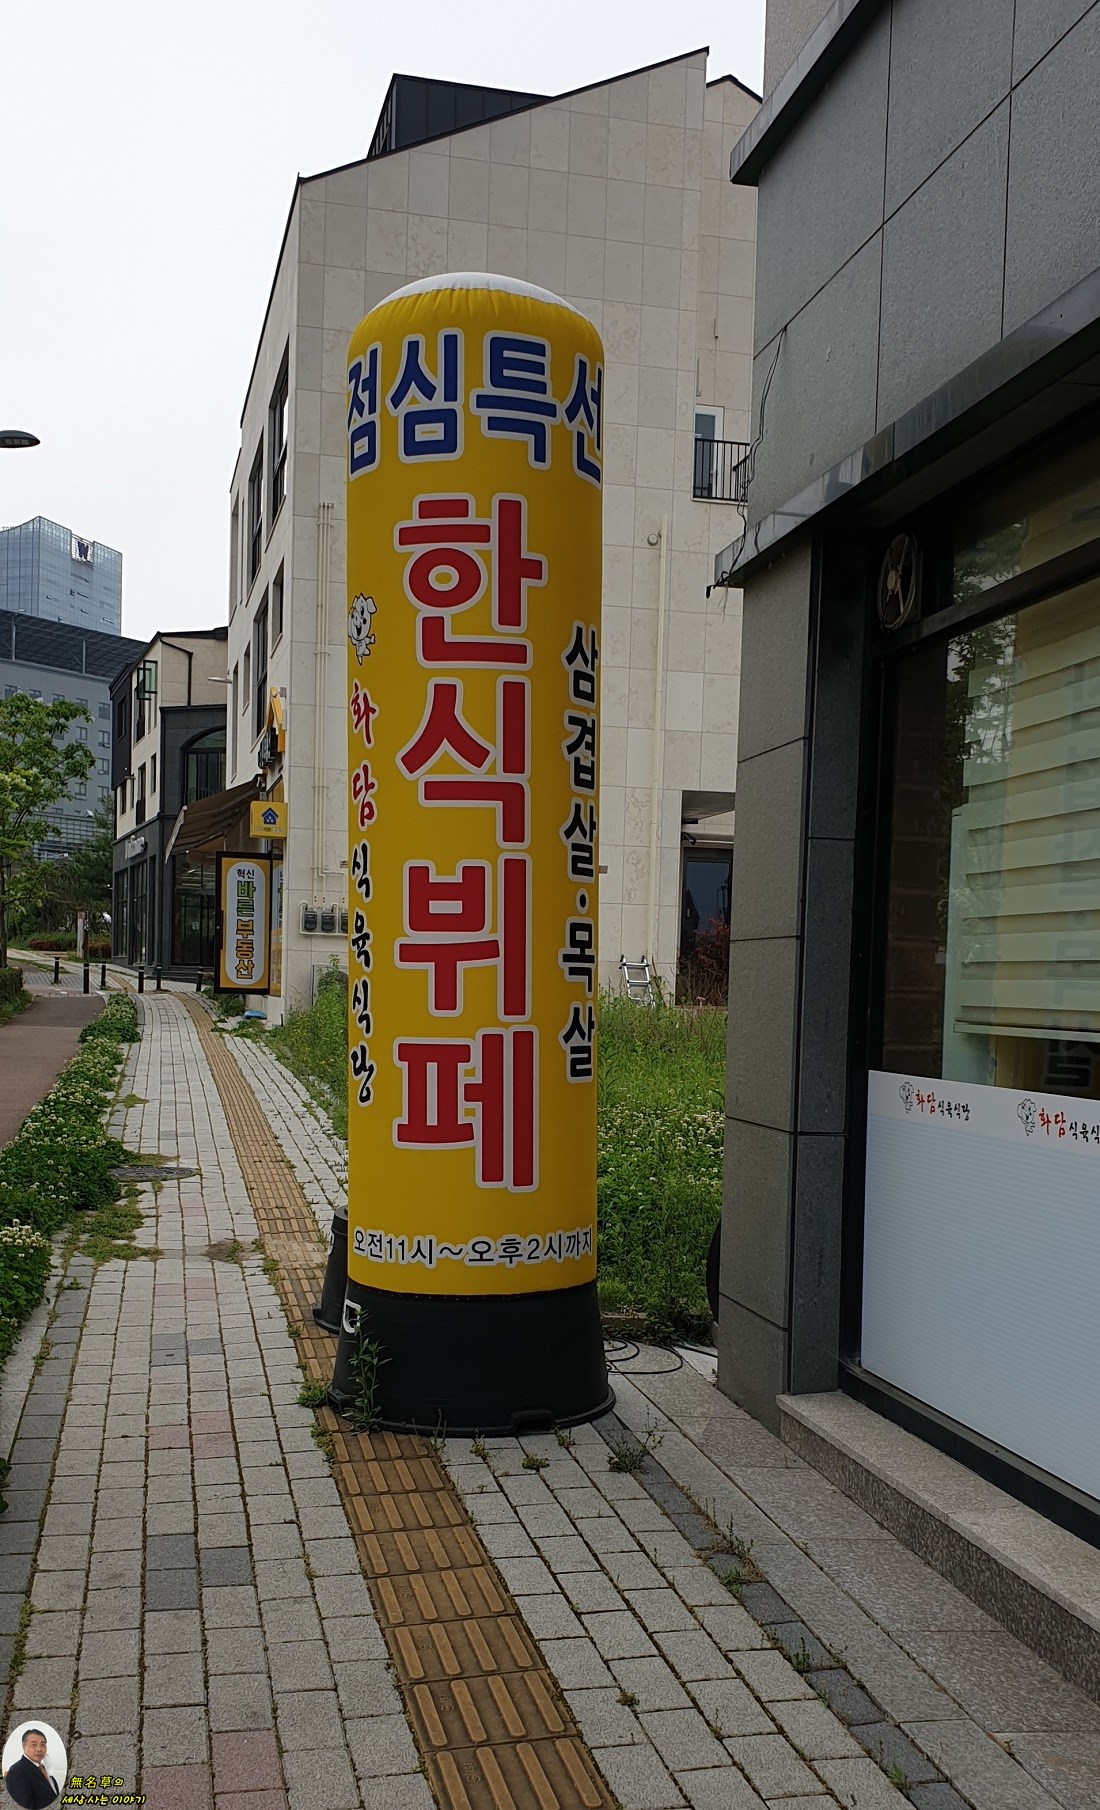 점심특선
한식뷔페
화담식육식당
삼겹살·목살
오전11시~오후2시까지
혁신
바른부동산
화담식육식당
화담식육식
無名草의
세상사는 이야기